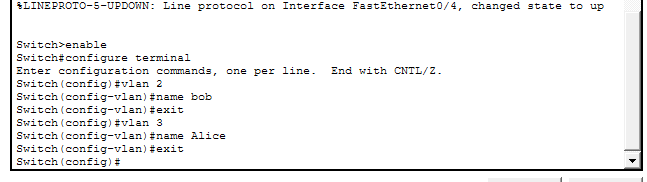 %LINEPROTO-5-UPDOWN: Line protocol on Interface FastEthernet0/4, changed state to up
Switch>enable
Switch#configure terminal
Enter configuration commands, one per line.  End with CNTL/Z.
Switch(config)#vlan 2
Switch(config-vlan)#name bob
Switch(config-vlan)#exit
Switch(config)#vlan 3
Switch(config-vlan)#name Alice
Switch(config-vlan)#exit
Switch(config)#